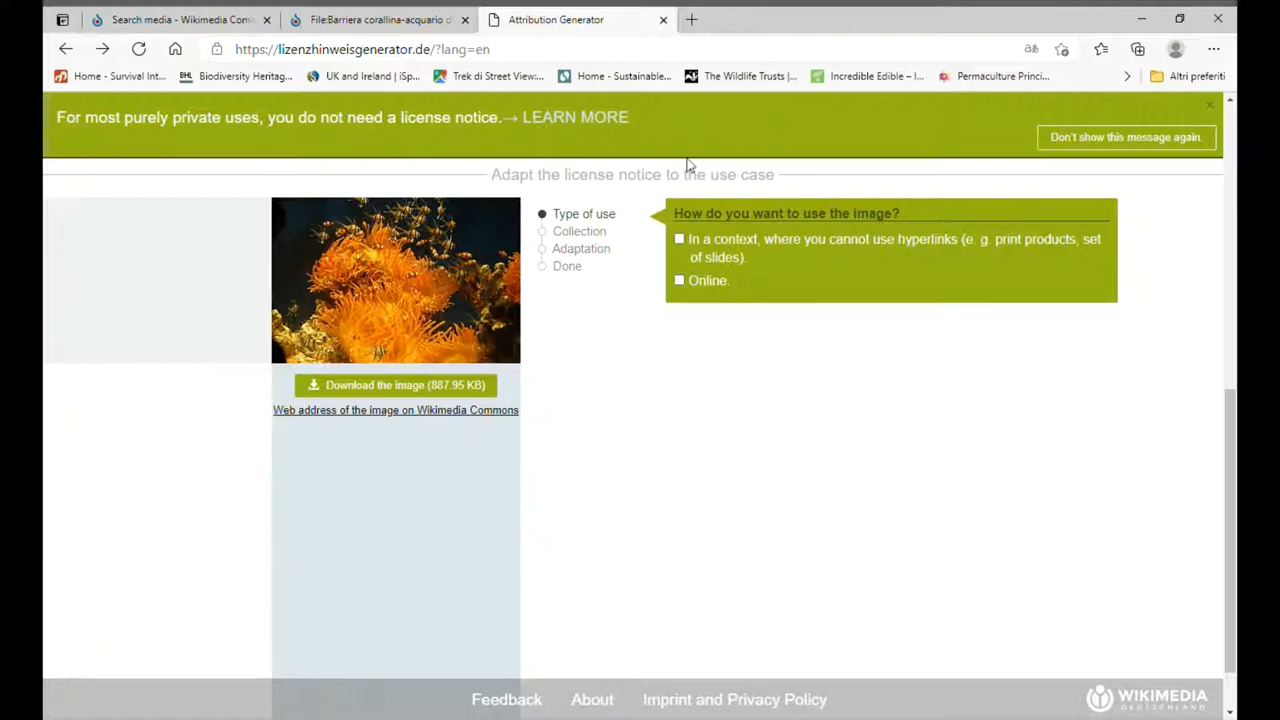 Search media - Wikimedia Com
File:Barriera corallina-acquario d
Attribution Generator
https://lizenzhinweisgenerator.de/?lang=en
Home - Survival Int...
BHL Biodiversity Heritag...
UK and Ireland | iSp...
Trek di Street View:...
Home - Sustainable...
The Wildlife Trusts |...
Incredible Edible – I...
Permaculture Princi...
Altri preferiti
For most purely private uses, you do not need a license notice.→ LEARN MORE
Don't show this message again.
Adapt the license notice to the use case
Type of use
Collection
Adaptation
Done
How do you want to use the image?
In a context, where you cannot use hyperlinks (e. g. print products, set
of slides).
Online.
Download the image (887.95 KB)
Web address of the image on Wikimedia Commons
Feedback
About
Imprint and Privacy Policy
WIKIMEDIA
DEUTSCHLAND